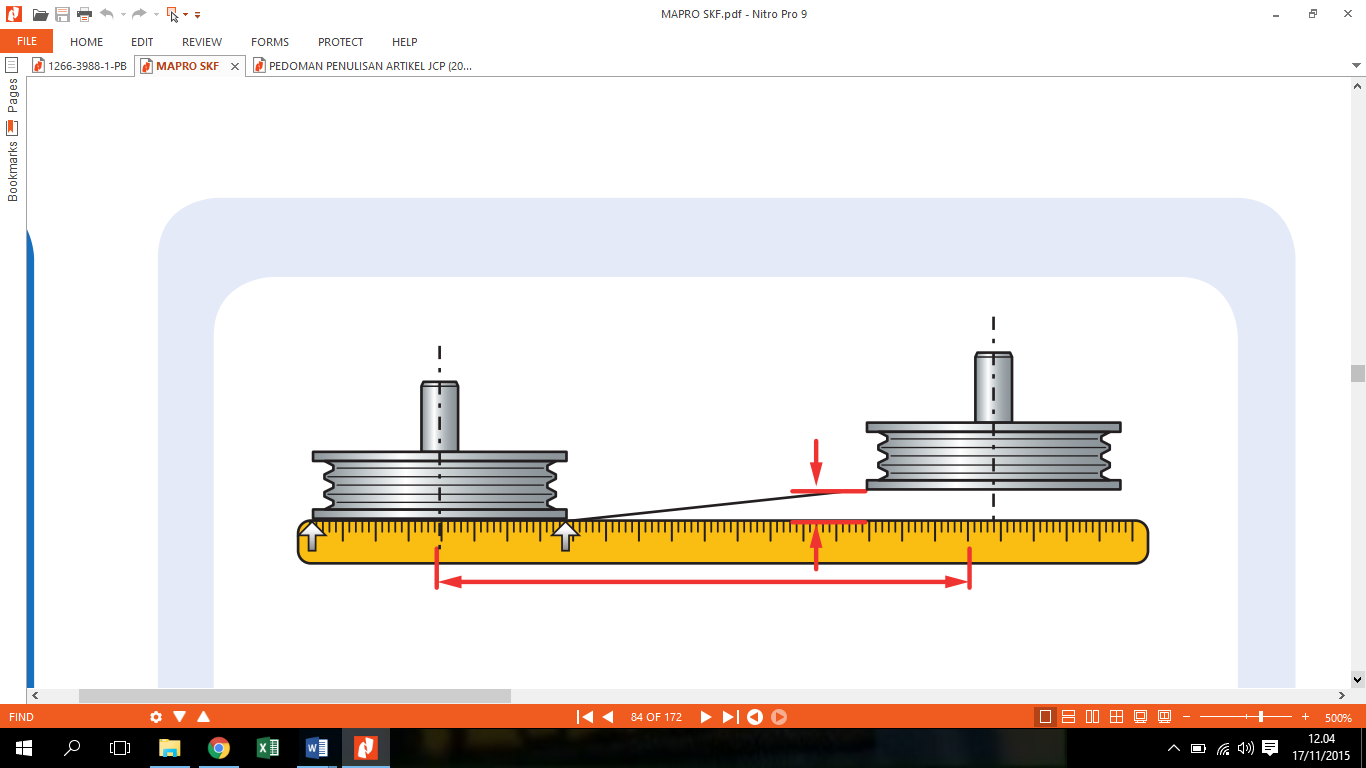 MAPRO SKF.pdf - Nitro Pro 9
FILE HOME EDIT REVIEW FORMS PROTECT HELP
1266-3988-1-PB MAPRO SKF PEDOMAN PENULISAN ARTIKEL JCP (20...
Pages
Bookmarks
FIND 84 OF 172 500%
12.04
17/11/2015